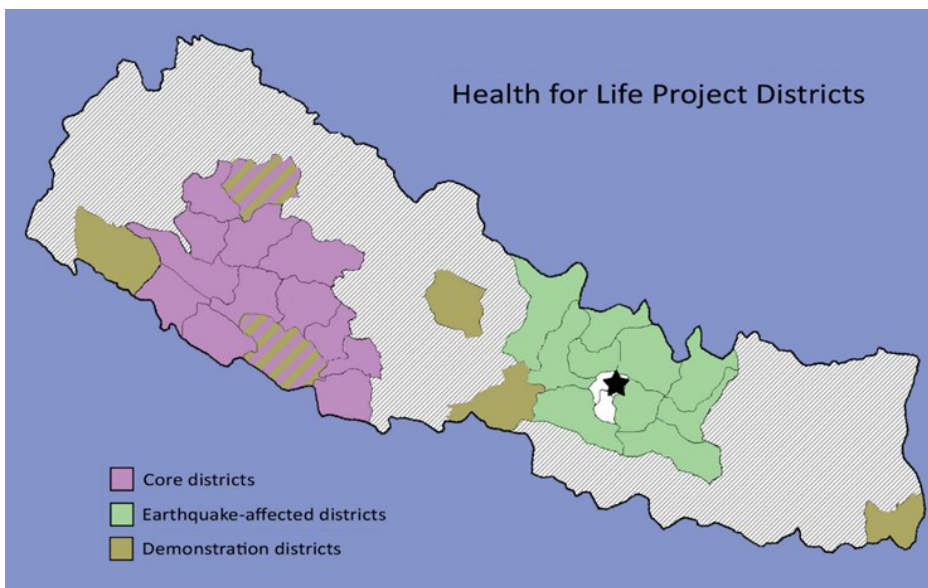 Health for Life Project Districts
Core districts
Earthquake-affected districts
Demonstration districts